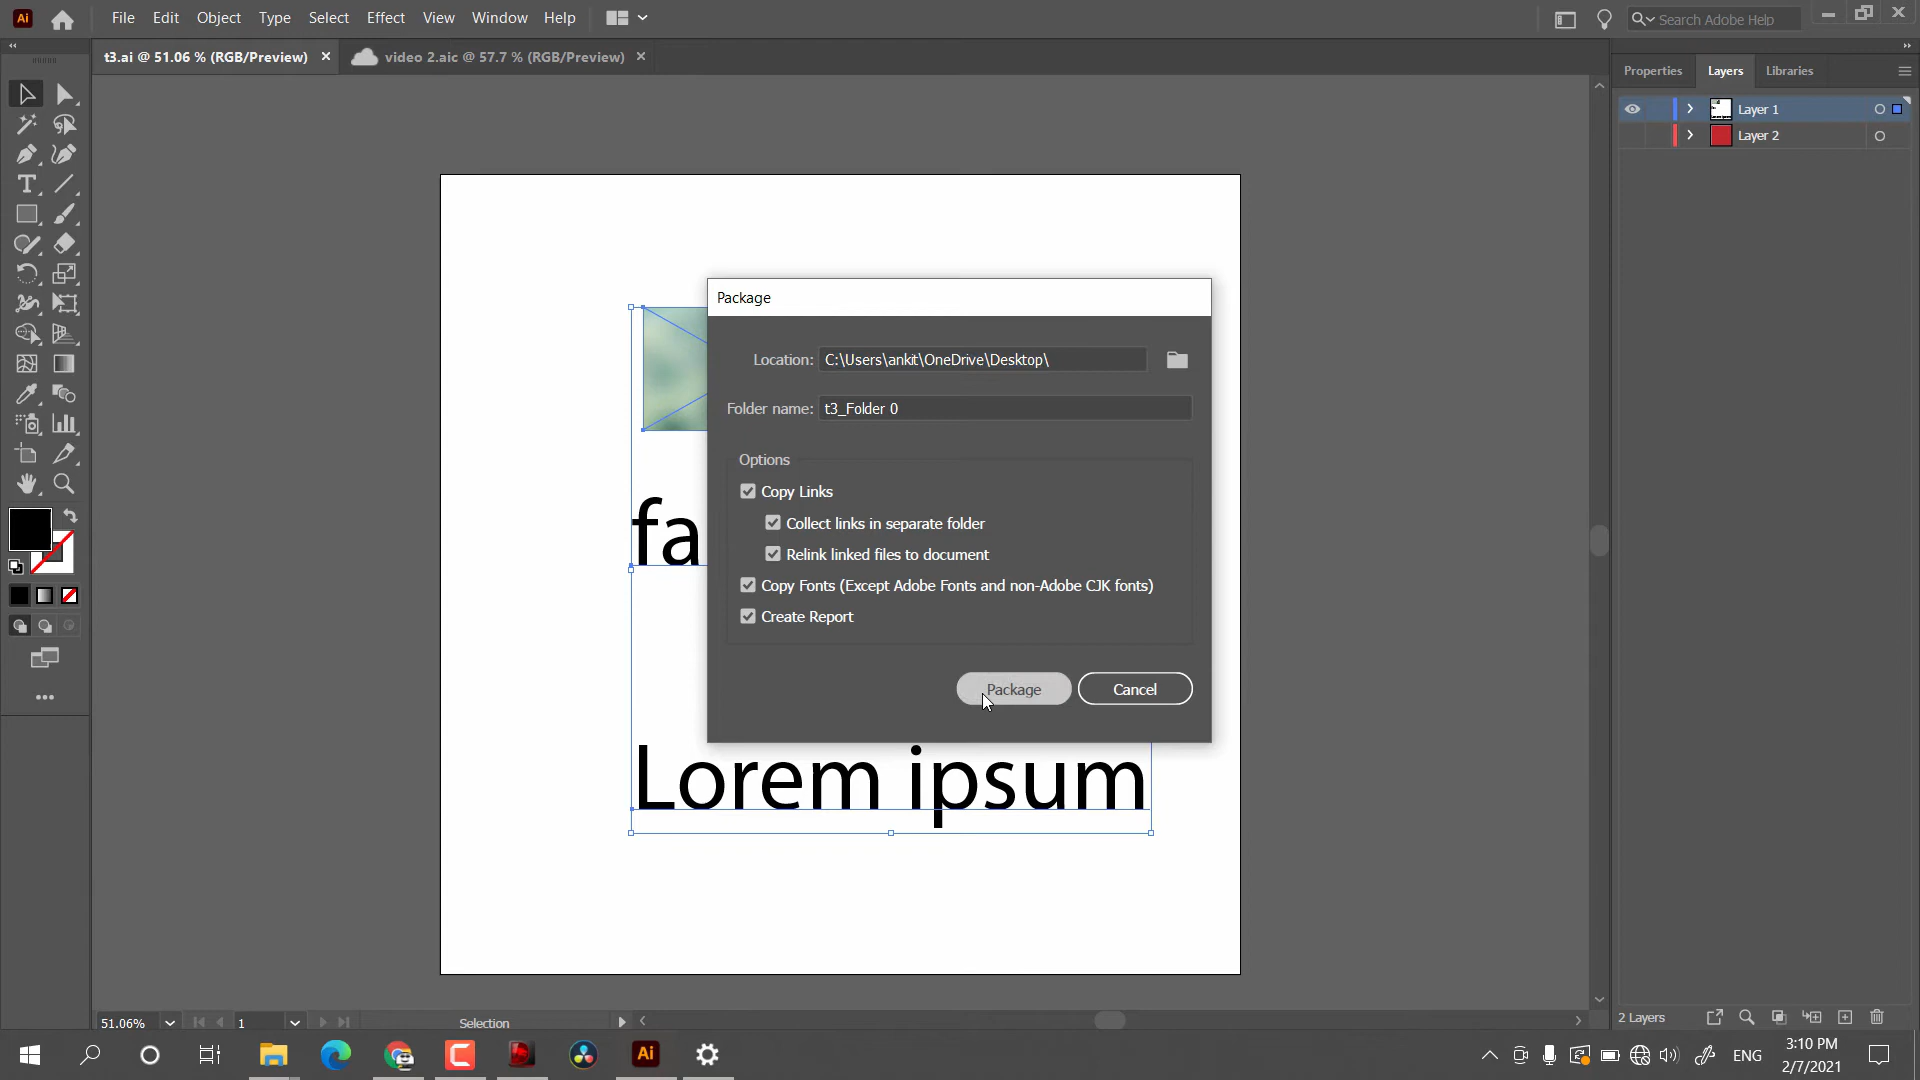 Ai File Edit Object Type Select Effect View Window Help Search Adobe Help
t3.ai @ 51.06 % (RGB/Preview) video 2.aic @ 57.7 % (RGB/Preview)
Properties Layers Libraries
Layer 1
Layer 2
Package
Location: C:\Users\ankit\OneDrive\Desktop\
Folder name: t3_Folder 0
Options
Copy Links
Collect links in separate folder
Relink linked files to document
Copy Fonts (Except Adobe Fonts and non-Adobe CJK fonts)
Create Report
Package Cancel
fa
Lorem ipsum
51.06% 1 Selection
2 Layers
Ai
ENG
3:10 PM
2/7/2021